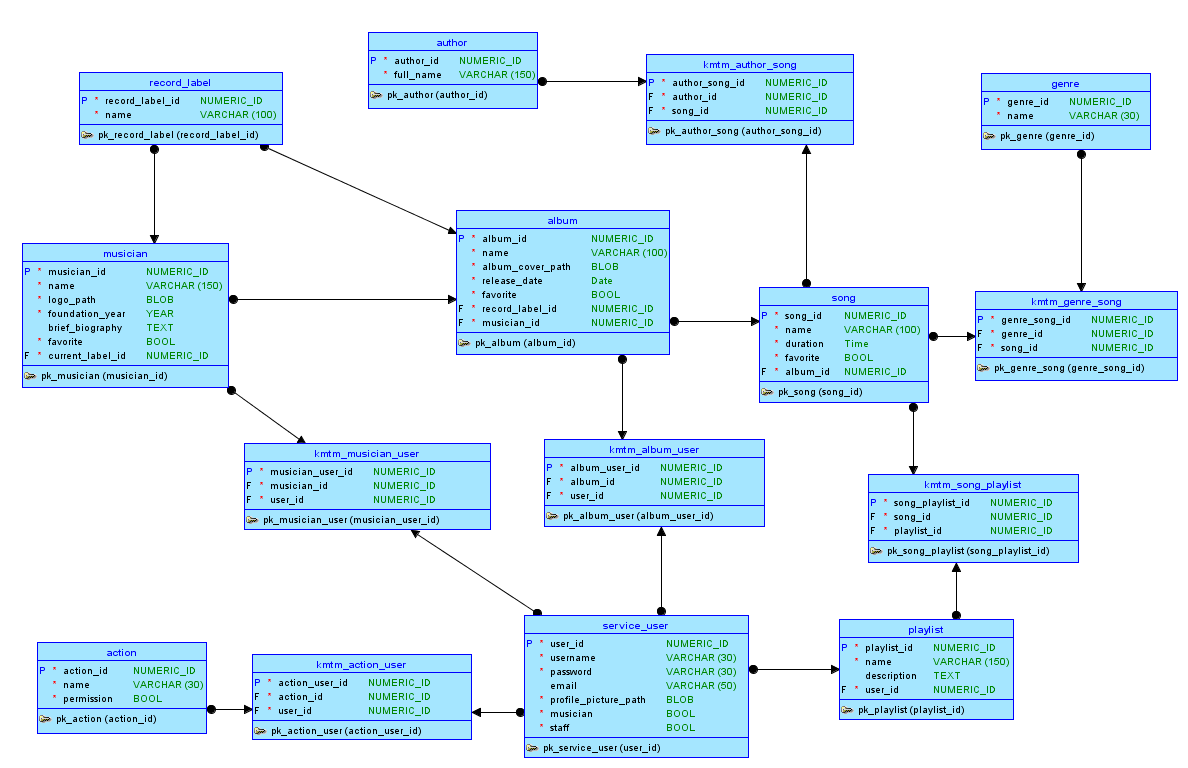 author
P * author_id NUMERIC_ID
* full_name VARCHAR (150)
pk_author (author_id)
kmtm_author_song
P * author_song_id NUMERIC_ID
F * author_id NUMERIC_ID
F * song_id NUMERIC_ID
pk_author_song (author_song_id)
record_label
P * record_label_id NUMERIC_ID
* name VARCHAR (100)
pk_record_label (record_label_id)
genre
P * genre_id NUMERIC_ID
* name VARCHAR (30)
pk_genre (genre_id)
album
P * album_id NUMERIC_ID
* name VARCHAR (100)
* album_cover_path BLOB
* release_date Date
* favorite BOOL
F * record_label_id NUMERIC_ID
F * musician_id NUMERIC_ID
pk_album (album_id)
musician
P * musician_id NUMERIC_ID
* name VARCHAR (150)
* logo_path BLOB
* foundation_year YEAR
brief_biography TEXT
* favorite BOOL
F * current_label_id NUMERIC_ID
pk_musician (musician_id)
song
P * song_id NUMERIC_ID
* name VARCHAR (100)
* duration Time
* favorite BOOL
F * album_id NUMERIC_ID
pk_song (song_id)
kmtm_genre_song
P * genre_song_id NUMERIC_ID
F * genre_id NUMERIC_ID
F * song_id NUMERIC_ID
pk_genre_song (genre_song_id)
kmtm_musician_user
P * musician_user_id NUMERIC_ID
F * musician_id NUMERIC_ID
F * user_id NUMERIC_ID
pk_musician_user (musician_user_id)
kmtm_album_user
P * album_user_id NUMERIC_ID
F * album_id NUMERIC_ID
F * user_id NUMERIC_ID
pk_album_user (album_user_id)
kmtm_song_playlist
P * song_playlist_id NUMERIC_ID
F * song_id NUMERIC_ID
F * playlist_id NUMERIC_ID
pk_song_playlist (song_playlist_id)
action
P * action_id NUMERIC_ID
* name VARCHAR (30)
* permission BOOL
pk_action (action_id)
kmtm_action_user
P * action_user_id NUMERIC_ID
F * action_id NUMERIC_ID
F * user_id NUMERIC_ID
pk_action_user (action_user_id)
service_user
P * user_id NUMERIC_ID
* username VARCHAR (30)
* password VARCHAR (30)
email VARCHAR (50)
* profile_picture_path BLOB
* musician BOOL
* staff BOOL
pk_service_user (user_id)
playlist
P * playlist_id NUMERIC_ID
* name VARCHAR (150)
description TEXT
F * user_id NUMERIC_ID
pk_playlist (playlist_id)